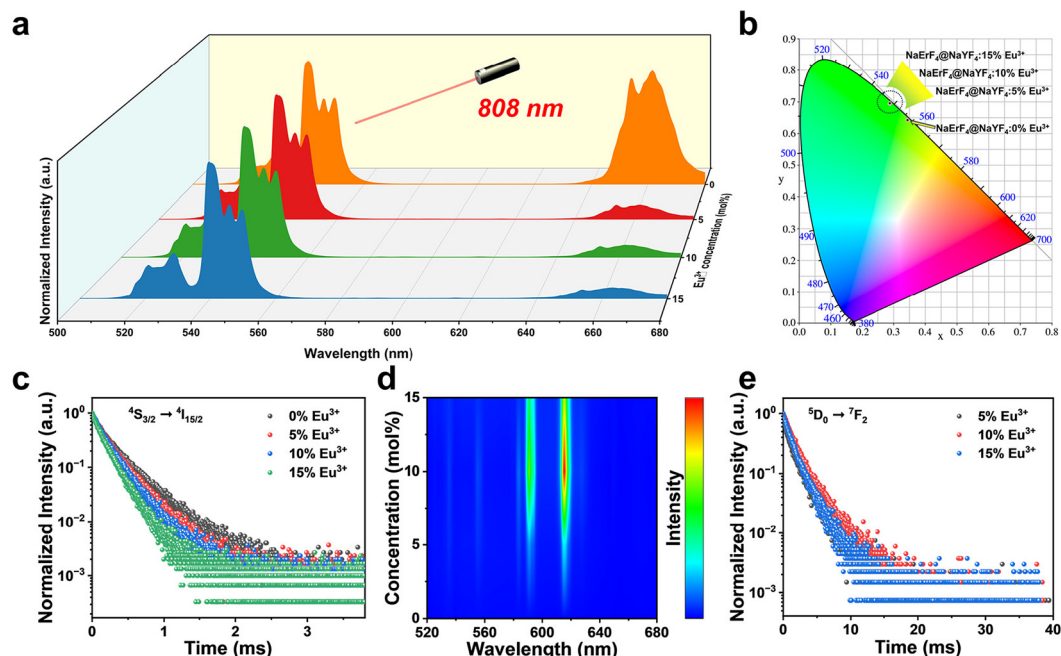 a
808 nm
Normalized Intensity (a.u.)
0
5
10
15
Eu³⁺ concentration (mol%)
500 520 540 560 580 600 620 640 660 680
Wavelength (nm)
b
0.9
0.8
0.7
0.6
0.5
0.4
0.3
0.2
0.1
0.0
y
0.0 0.1 0.2 0.3 0.4 0.5 0.6 0.7 0.8
x
520
540
560
580
600
620
700
500
490
480
470
460
380
NaErF₄@NaYF₄:15% Eu³⁺
NaErF₄@NaYF₄:10% Eu³⁺
NaErF₄@NaYF₄:5% Eu³⁺
NaErF₄@NaYF₄:0% Eu³⁺
c
⁴S₃/₂ → ⁴I₁₅/₂
0% Eu³⁺
5% Eu³⁺
10% Eu³⁺
15% Eu³⁺
Normalized Intensity (a.u.)
10⁰
10⁻¹
10⁻²
10⁻³
0 1 2 3
Time (ms)
d
Concentration (mol%)
15
10
5
0
520 560 600 640 680
Wavelength (nm)
Intensity
e
⁵D₀ → ⁷F₂
5% Eu³⁺
10% Eu³⁺
15% Eu³⁺
Normalized Intensity (a.u.)
10⁰
10⁻¹
10⁻²
10⁻³
0 10 20 30 40
Time (ms)